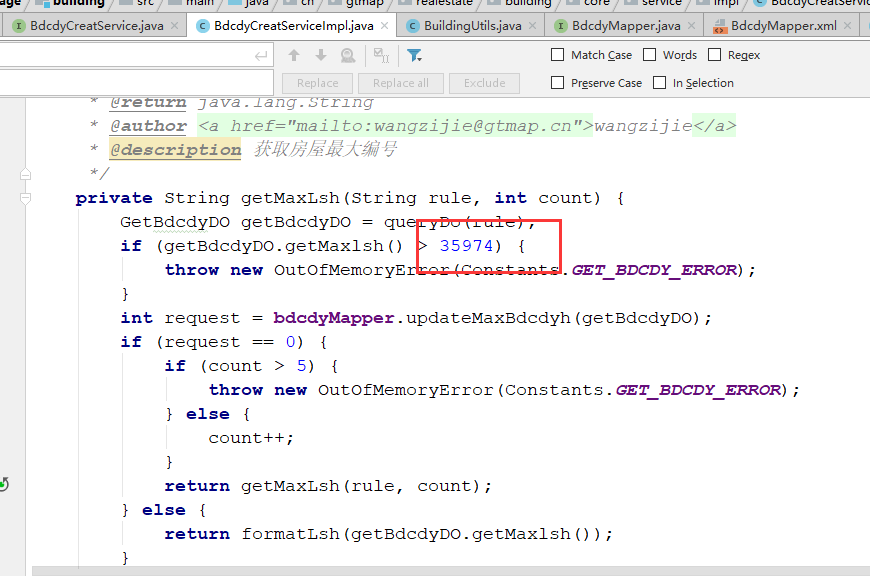 age building src main java cn gtmap realestate building core service impl BdcdyCreatServi
BdcdyCreatService.java BdcdyCreatServiceImpl.java BuildingUtils.java BdcdyMapper.java BdcdyMapper.xml
Match Case Words Regex
Replace Replace all Exclude Preserve Case In Selection
* @return java.lang.String
* @author <a href="mailto:wangzijie@gtmap.cn">wangzijie</a>
* @description 获取房屋最大编号
*/
private String getMaxLsh(String rule, int count) {
GetBdcdyDO getBdcdyDO = queryDo(rule);
if (getBdcdyDO.getMaxlsh() > 35974) {
throw new OutOfMemoryError(Constants.GET_BDCDY_ERROR);
}
int request = bdcdyMapper.updateMaxBdcdyh(getBdcdyDO);
if (request == 0) {
if (count > 5) {
throw new OutOfMemoryError(Constants.GET_BDCDY_ERROR);
} else {
count++;
}
return getMaxLsh(rule, count);
} else {
return formatLsh(getBdcdyDO.getMaxlsh());
}